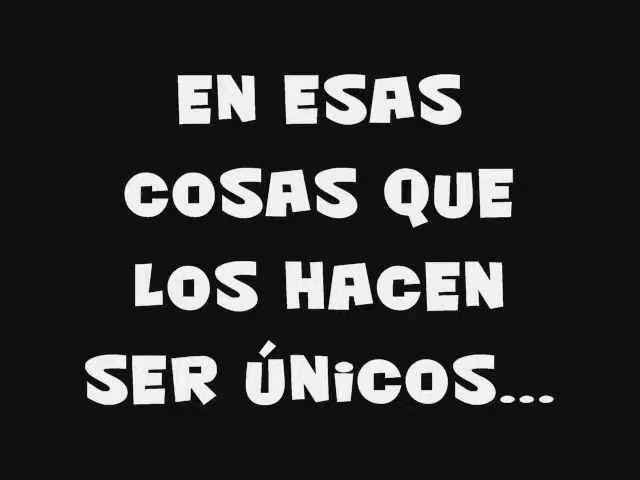 EN ESAS
COSAS QUE
LOS HACEN
SER ÚNiCOS...